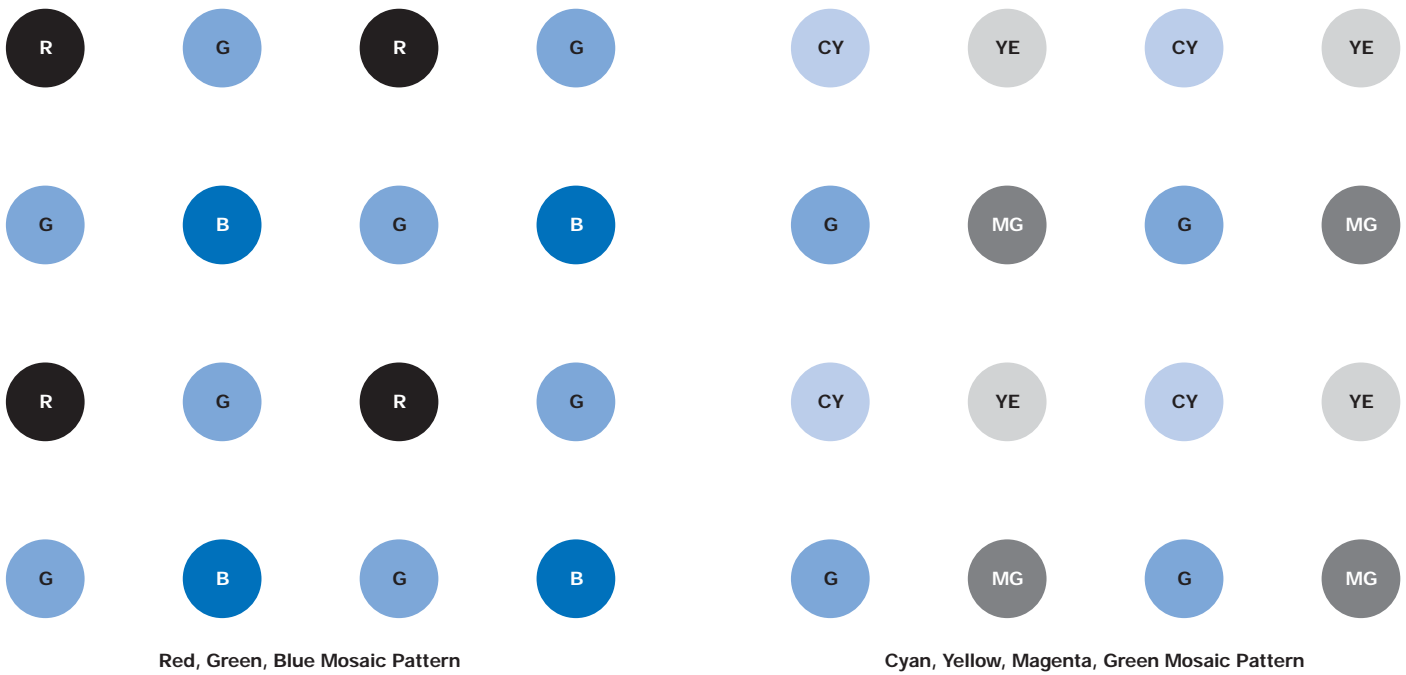 R G R G CY YE CY YE
G B G B G MG G MG
R G R G CY YE CY YE
G B G B G MG G MG
Red, Green, Blue Mosaic Pattern
Cyan, Yellow, Magenta, Green Mosaic Pattern